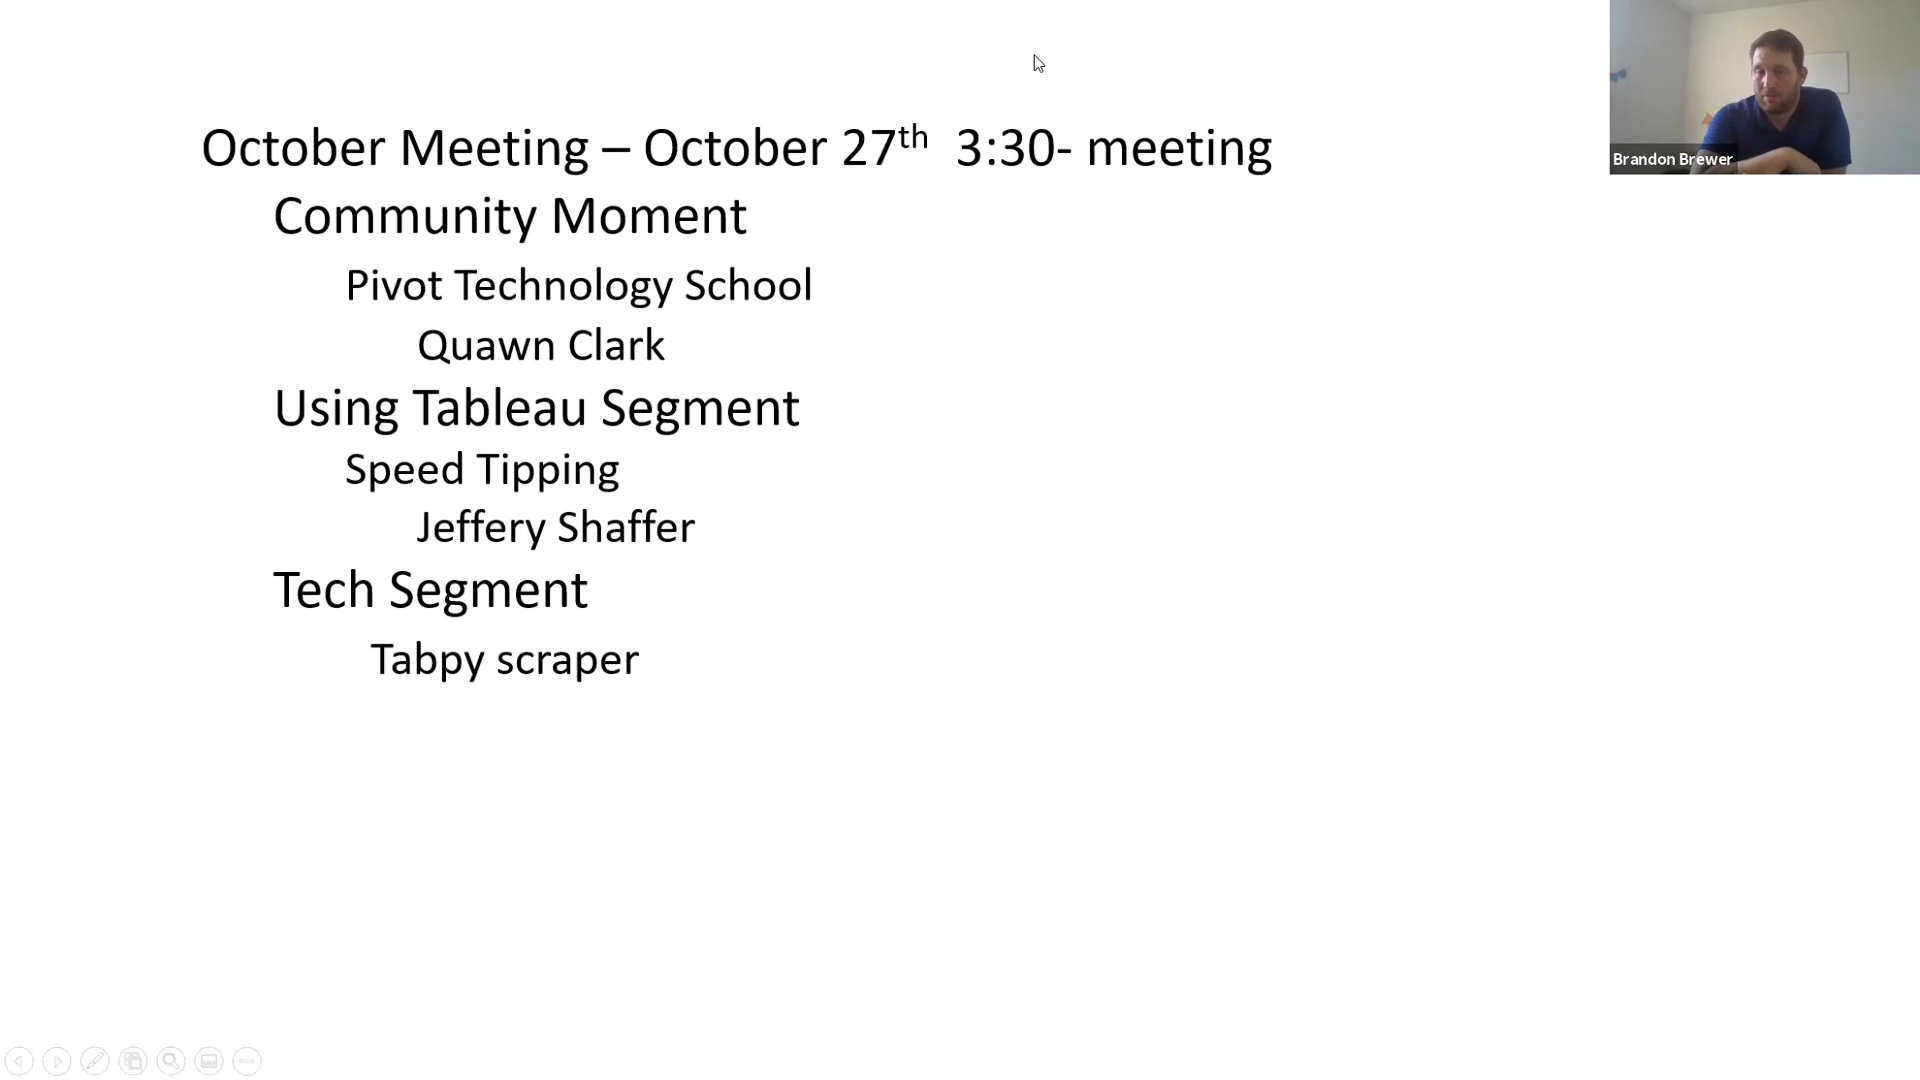 October Meeting – October 27th 3:30- meeting
Community Moment
Pivot Technology School
Quawn Clark
Using Tableau Segment
Speed Tipping
Jeffery Shaffer
Tech Segment
Tabpy scraper
Brandon Brewer